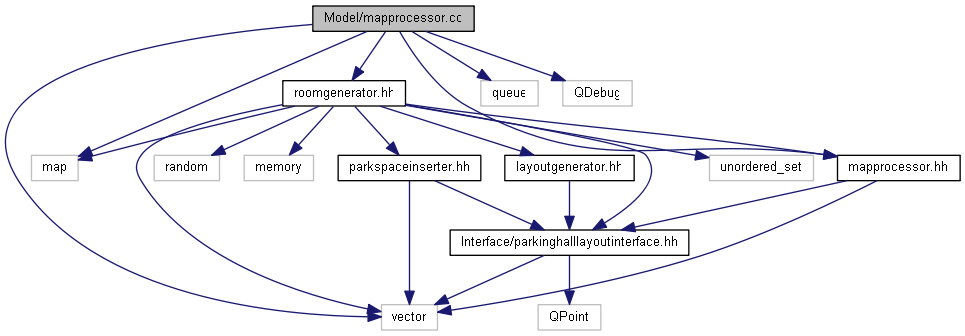 Model/mapprocessor.cc
roomgenerator.hh
queue
QDebug
map
random
memory
parkspaceinserter.hh
layoutgenerator.hh
unordered_set
mapprocessor.hh
Interface/parkinghalllayoutinterface.hh
vector
QPoint